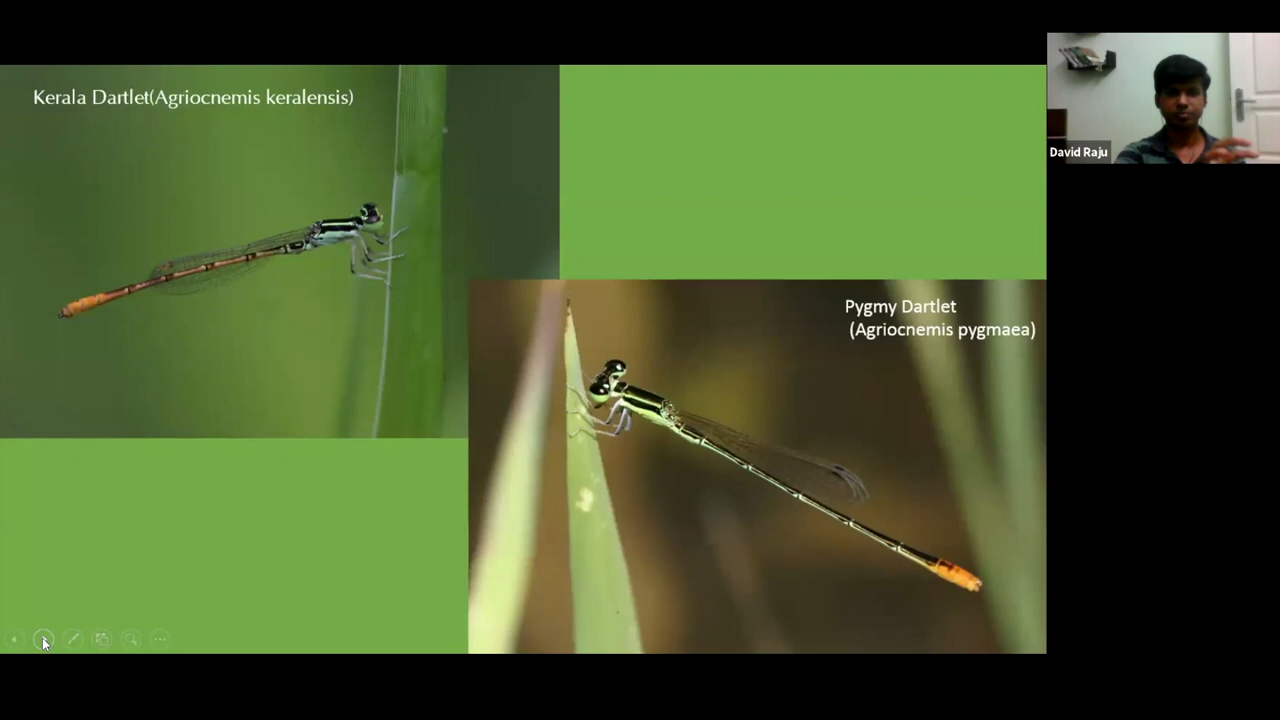 Kerala Dartlet(Agriocnemis keralensis)
David Raju
Pygmy Dartlet
(Agriocnemis pygmaea)